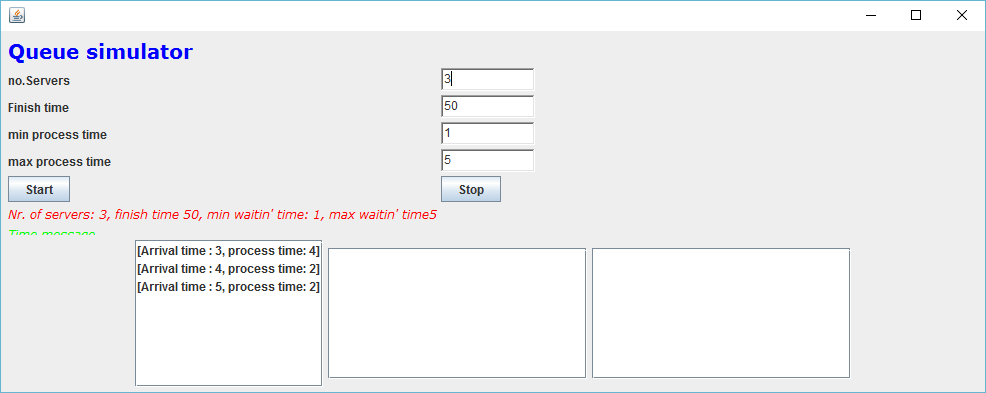 Queue simulator
no.Servers 3
Finish time 50
min process time 1
max process time 5
Start Stop
Nr. of servers: 3, finish time 50, min waitin' time: 1, max waitin' time5
Time message
[Arrival time : 3, process time: 4]
[Arrival time : 4, process time: 2]
[Arrival time : 5, process time: 2]